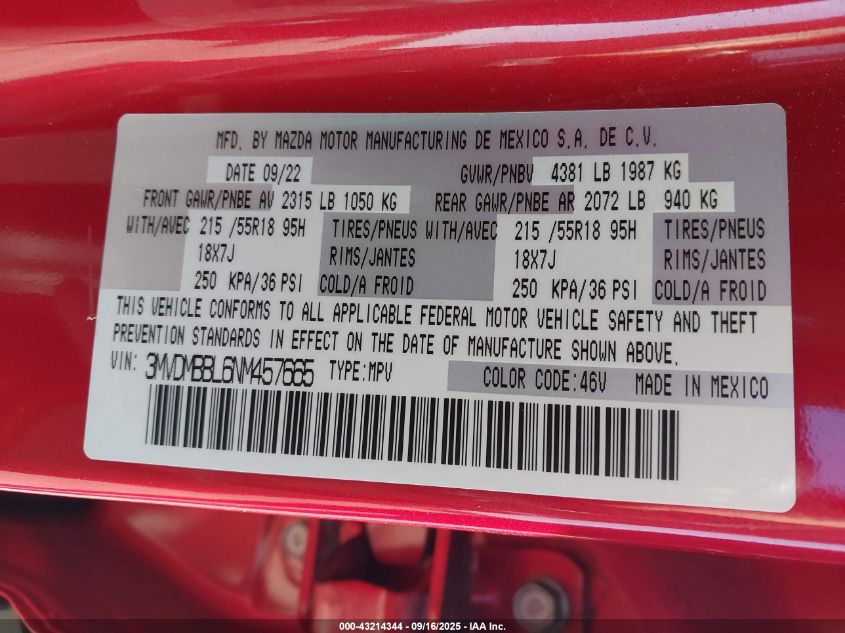 MFD. BY MAZDA MOTOR MANUFACTURING DE MEXICO S.A. DE C.V.
DATE 09/22 GVWR/PNBV 4381 LB 1987 KG
FRONT GAWR/PNBE AV 2315 LB 1050 KG REAR GAWR/PNBE AR 2072 LB 940 KG
WITH/AVEC 215 /55R18 95H TIRES/PNEUS WITH/AVEC 215 /55R18 95H TIRES/PNEUS
18X7J RIMS/JANTES 18X7J RIMS/JANTES
250 KPA/36 PSI COLD/A FROID 250 KPA/36 PSI COLD/A FROID
THIS VEHICLE CONFORMS TO ALL APPLICABLE FEDERAL MOTOR VEHICLE SAFETY AND THEFT
PREVENTION STANDARDS IN EFFECT ON THE DATE OF MANUFACTURE SHOWN ABOVE.
VIN: 3MVDMBBL6NM457665 TYPE:MPV COLOR CODE:46V MADE IN MEXICO
000-43214344 - 09/16/2025 - IAA Inc.